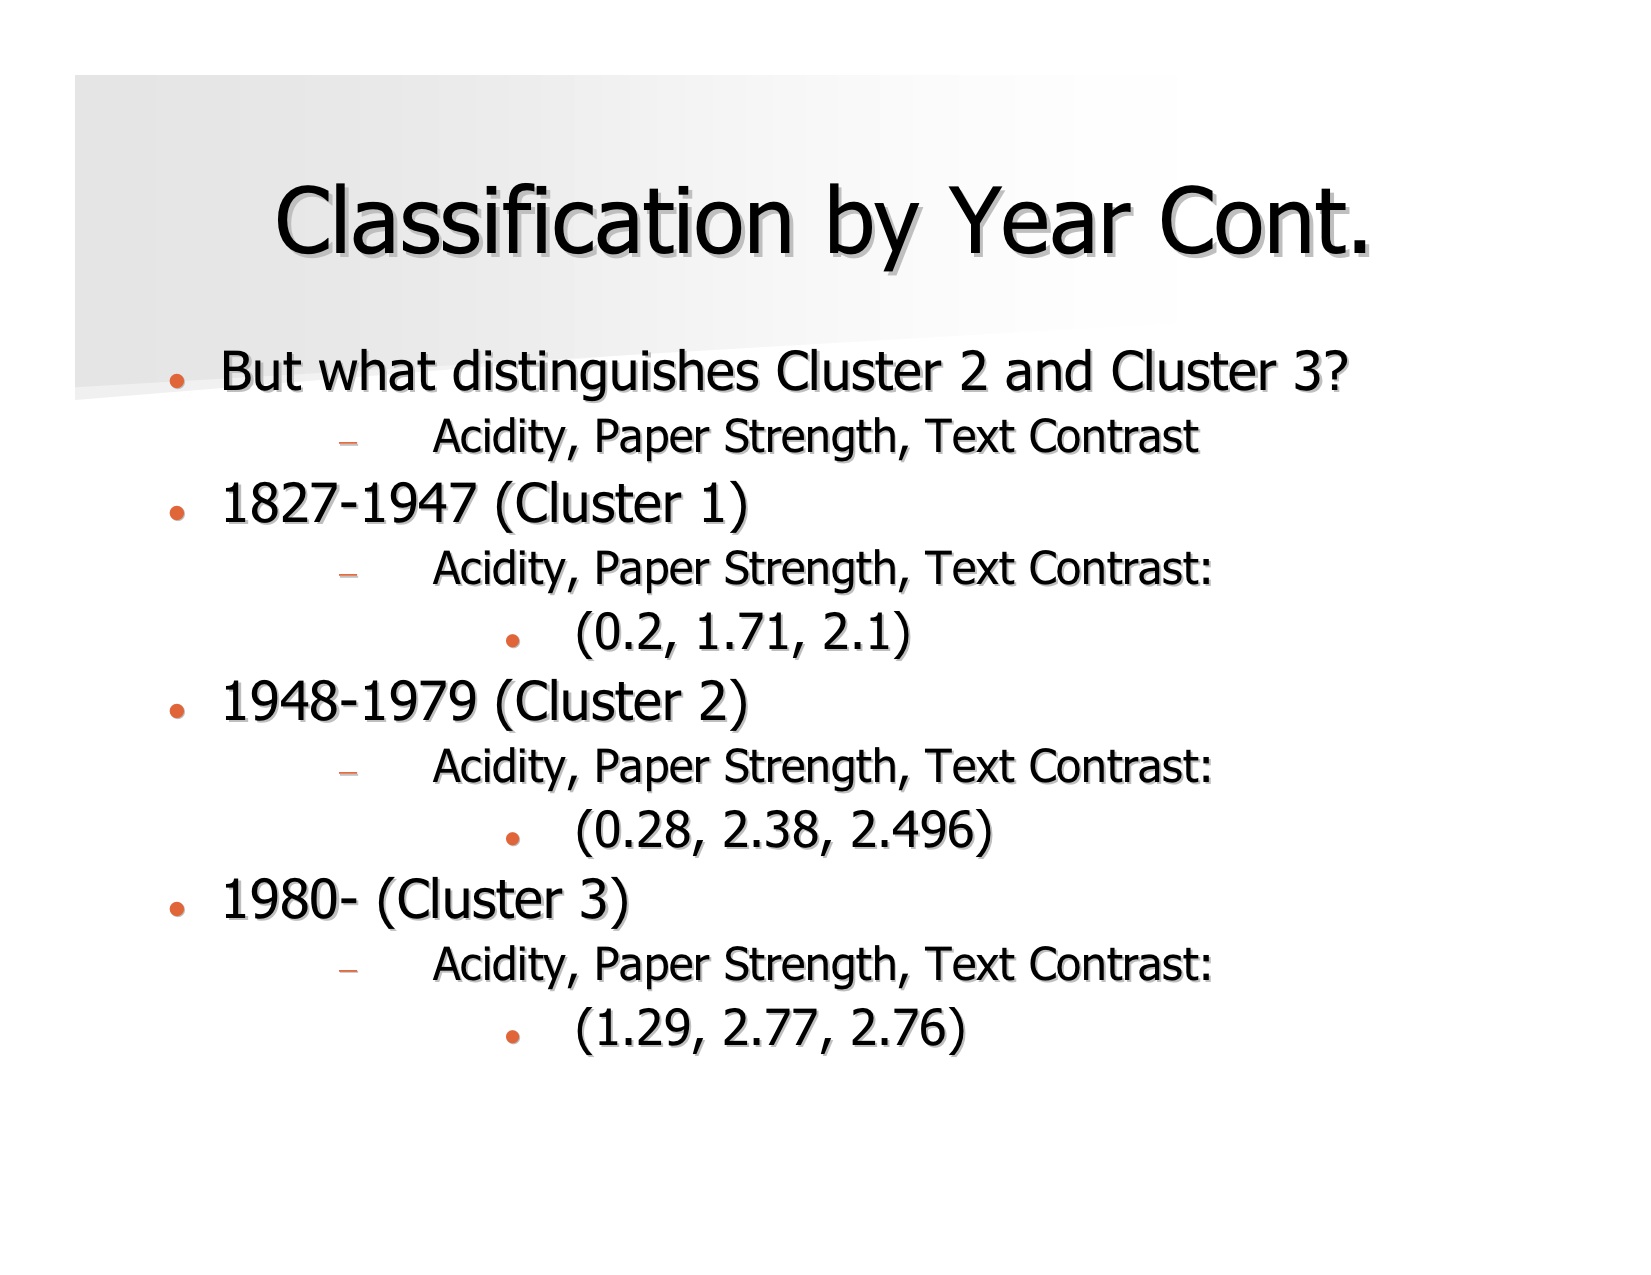 Classification by Year Cont.
● But what distinguishes Cluster 2 and Cluster 3?
– Acidity, Paper Strength, Text Contrast
● 1827-1947 (Cluster 1)
– Acidity, Paper Strength, Text Contrast:
● (0.2, 1.71, 2.1)
● 1948-1979 (Cluster 2)
– Acidity, Paper Strength, Text Contrast:
● (0.28, 2.38, 2.496)
● 1980- (Cluster 3)
– Acidity, Paper Strength, Text Contrast:
● (1.29, 2.77, 2.76)